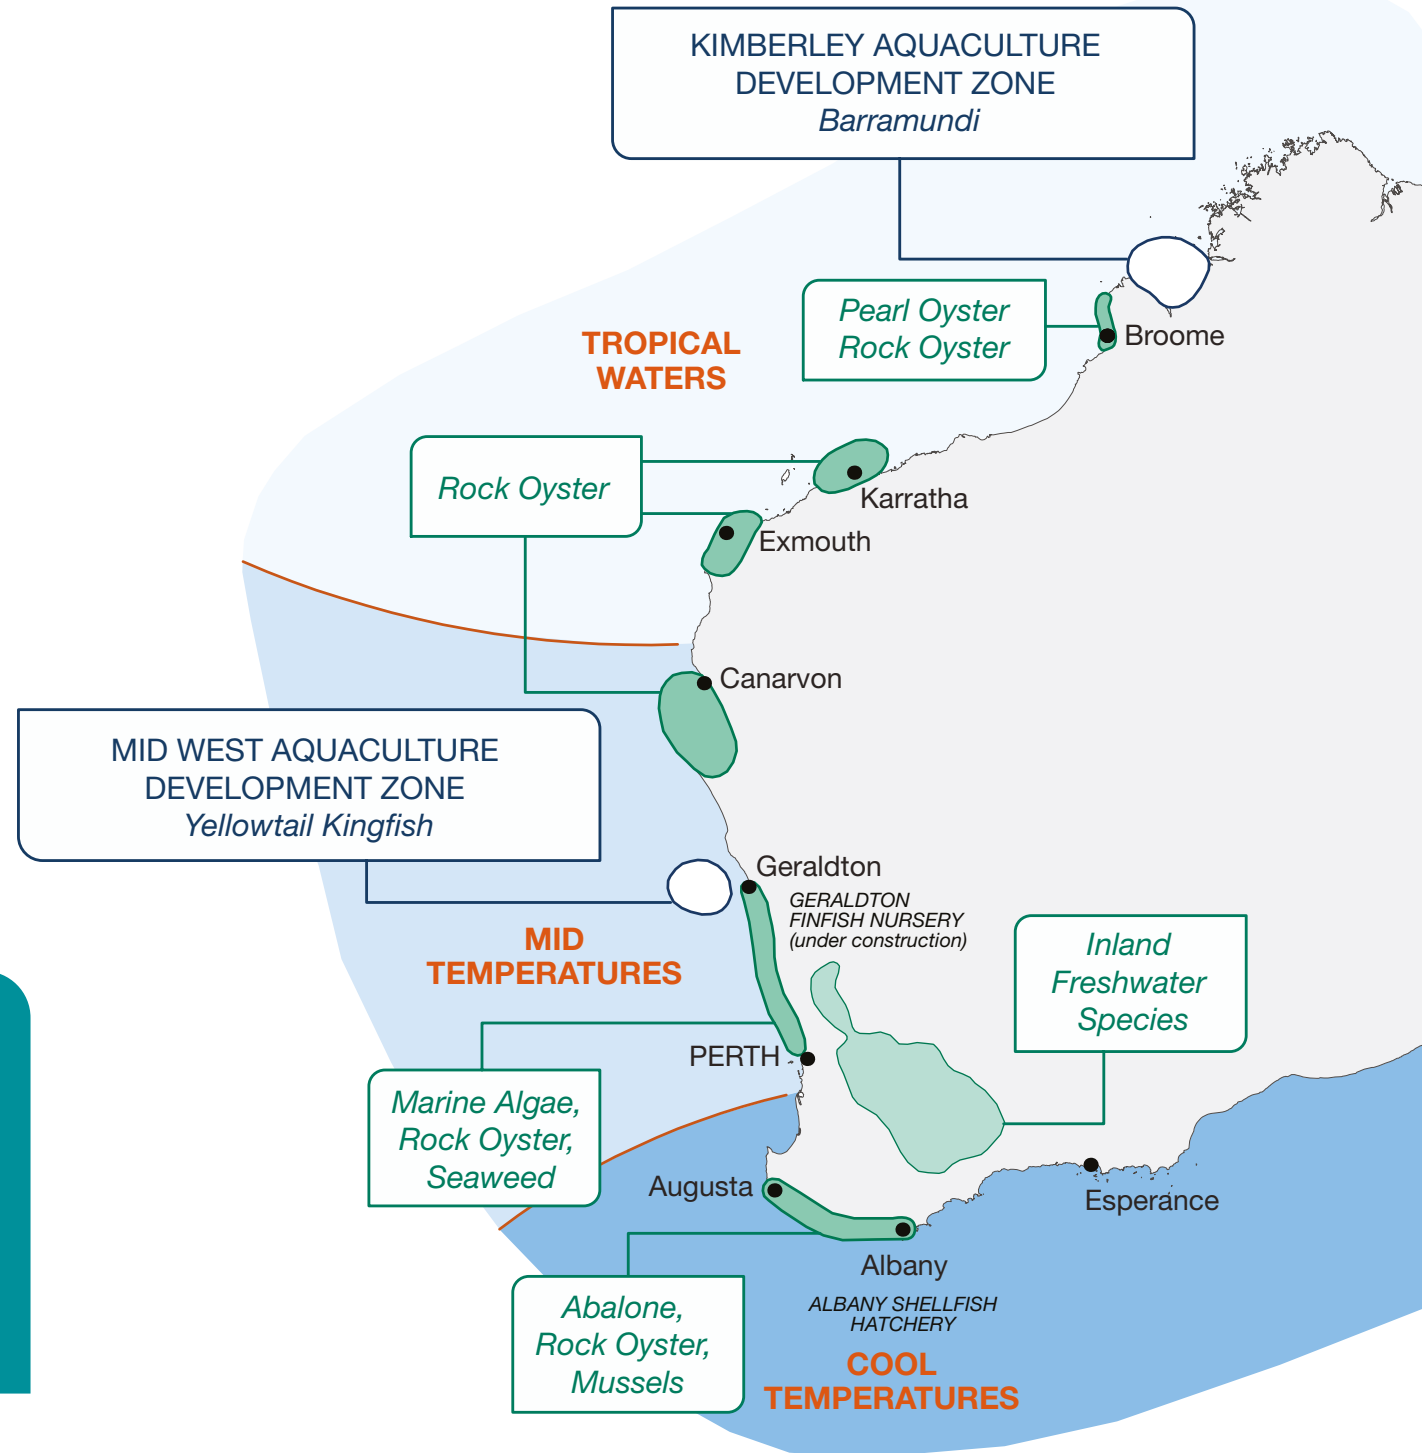 KIMBERLEY AQUACULTURE
DEVELOPMENT ZONE
Barramundi
Pearl Oyster
Rock Oyster
Broome
TROPICAL
WATERS
Rock Oyster
Karratha
Exmouth
Canarvon
MID WEST AQUACULTURE
DEVELOPMENT ZONE
Yellowtail Kingfish
Geraldton
GERALDTON
FINFISH NURSERY
(under construction)
MID
TEMPERATURES
Inland
Freshwater
Species
PERTH
Marine Algae,
Rock Oyster,
Seaweed
Augusta
Esperance
Albany
ALBANY SHELLFISH
HATCHERY
Abalone,
Rock Oyster,
Mussels
COOL
TEMPERATURES